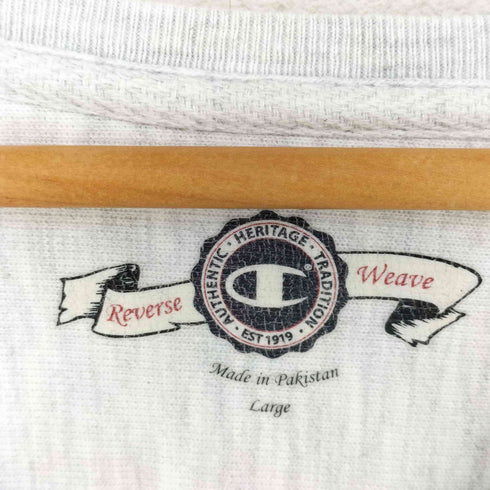 AUTHENTIC · HERITAGE · TRADITION
· EST 1919 ·
C ®
Reverse Weave
Made in Pakistan
Large